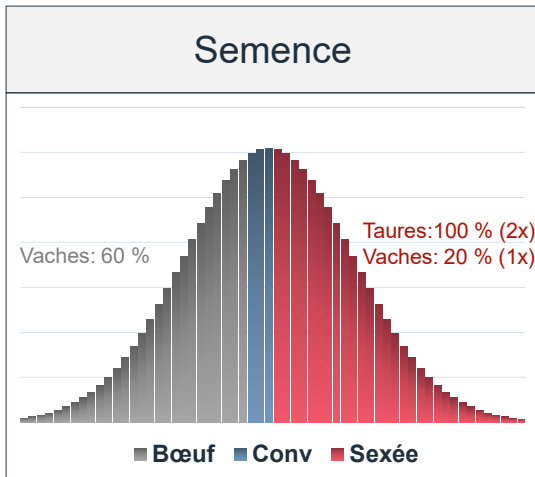 Semence
Taures:100 % (2x)
Vaches: 60 %
Vaches: 20 % (1x)
Bœuf
Conv
Sexée